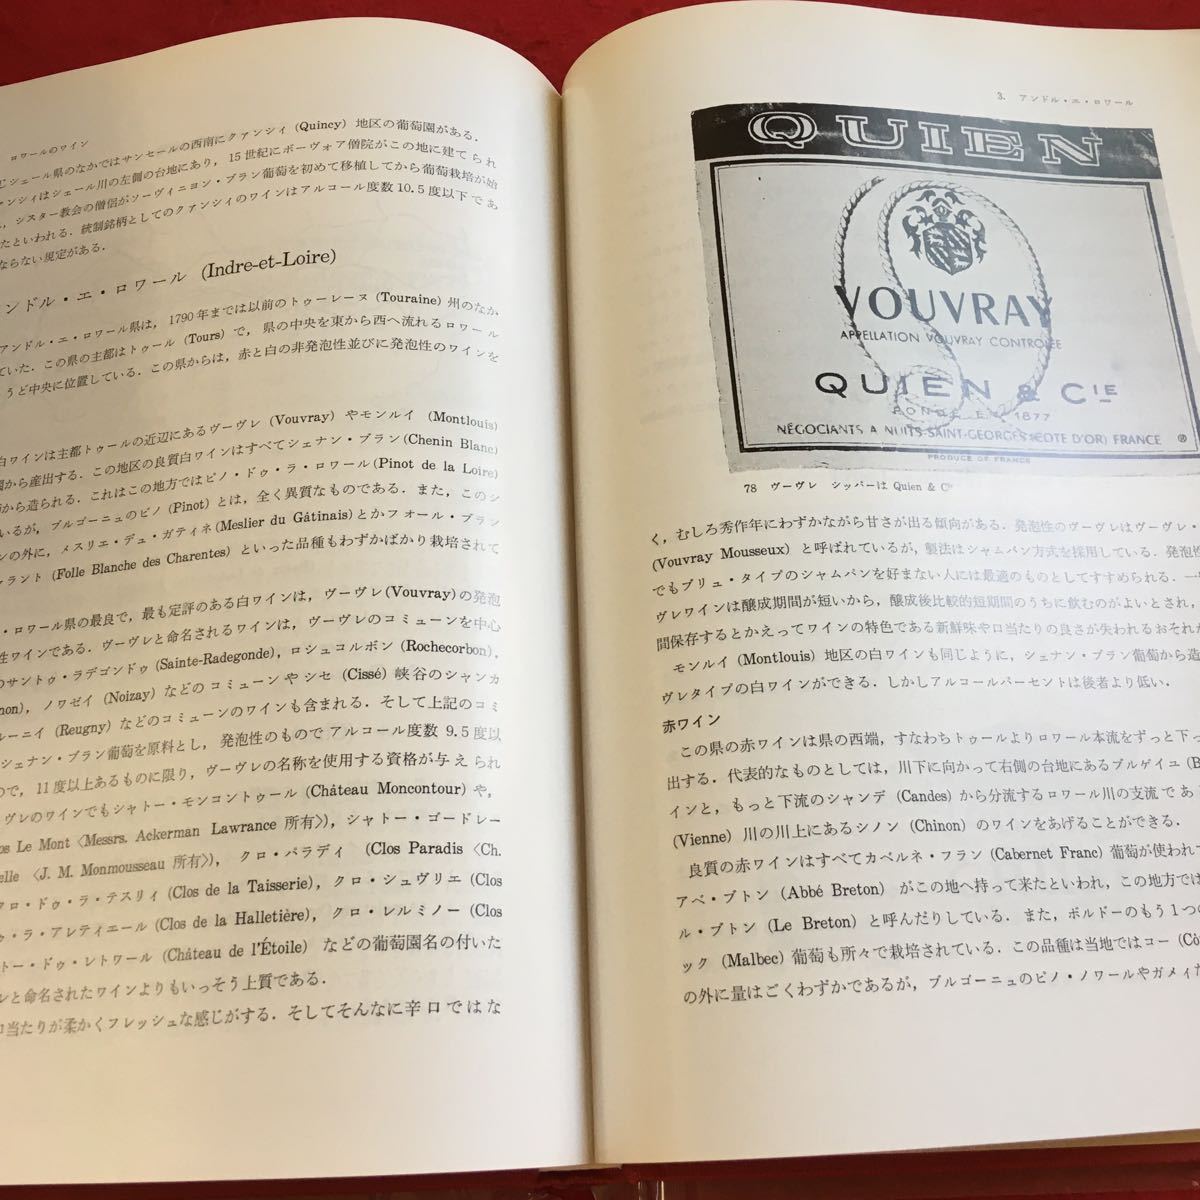 ロワールのワイン
じシェール県のなかではサンセールの西南にクァンシィ (Quincy) 地区の葡萄園がある．
ァンシィはシェール川の左側の台地にあり，15世紀にボーヴォア僧院がこの地に建てられ
，シスター教会の僧侶がソーヴィニヨン・ブラン葡萄を初めて移植してから葡萄栽培が始
たといわれる．統制銘柄としてのクァンシィのワインはアルコール度数10.5度以下であ
ならない規定がある．
ンドル・エ・ロワール (Indre-et-Loire)
アンドル・エ・ロワール県は，1790年までは以前のトゥーレーヌ (Touraine) 州のなか
ていた．この県の主都はトゥール (Tours) で，県の中央を東から西へ流れるロワール
うど中央に位置している．この県からは，赤と白の非発泡性並びに発泡性のワインを
白ワインは主都トゥールの近辺にあるヴーヴレ (Vouvray) やモンルイ (Montlouis)
園から産出する．この地区の良質白ワインはすべてシェナン・ブラン (Chenin Blanc)
から造られる．これはこの地方ではピノ・ドゥ・ラ・ロワール (Pinot de la Loire)
いるが，ブルゴーニュのピノ (Pinot) とは，全く異質なものである．また，このシ
ンの外に，メスリエ・デュ・ガティネ (Meslier du Gâtinais) とかフォール・ブラン
ャラント (Folle Blanche des Charentes) といった品種もわずかばかり栽培されて
・ロワール県の最良で，最も定評のある白ワインは，ヴーヴレ (Vouvray) の発泡
性ワインである．ヴーヴレと命名されるワインは，ヴーヴレのコミューンを中心
のサントゥ・ラデゴンドゥ (Sainte-Radegonde)，ロシュコルボン (Rochecorbon)，
non)，ノワゼイ (Noizay) などのコミューンやシセ (Cissé) 峡谷のシャンカ
ルーニイ (Reugny) などのコミューンのワインも含まれる．そして上記のコミ
シェナン・ブラン葡萄を原料とし，発泡性のものでアルコール度数 9.5度以
ので，11度以上あるものに限り，ヴーヴレの名称を使用する資格が与えられ
ヴレのワインでもシャトー・モンコントゥール (Château Moncontour) や，
os Le Mont〈Messrs. Ackerman Lawrance 所有〉)，シャトー・ゴードレー
elle 〈J. M. Monmousseau 所有〉)，クロ・パラディ (Clos Paradis〈Ch.
クロ・ドゥ・ラ・テスリィ (Clos de la Taisserie)，クロ・シュヴリエ (Clos
ゥ・ラ・アレティエール (Clos de la Halletière)，クロ・レルミノー (Clos
トー・ドゥ・レトワール (Château de l'Étoile) などの葡萄園名の付いた
レと命名されたワインよりもいっそう上質である．
口当たりが柔かくフレッシュな感じがする．そしてそんなに辛口ではな
3. アンドル・エ・ロワール
QUIEN
VOUVRAY
APPELLATION VOUVRAY CONTRÔLÉE
QUIEN & CIE
FONDÉE EN 1877
NÉGOCIANTS A NUITS-SAINT-GEORGES (CÔTE D'OR) FRANCE ®
PRODUCE OF FRANCE
78 ヴーヴレ シッパーは Quien & Cie
く，むしろ秀作年にわずかながら甘さが出る傾向がある．発泡性のヴーヴレはヴーヴレ・
(Vouvray Mousseux) と呼ばれているが，製法はシャムパン方式を採用している．発泡性
でもブリュ・タイプのシャムパンを好まない人には最適のものとしてすすめられる．一
ヴレワインは醸成期間が短いから，醸成後比較的短期間のうちに飲むのがよいとされ，
間保存するとかえってワインの特色である新鮮味や口当たりの良さが失われるおそれが
モンルイ (Montlouis) 地区の白ワインも同じように，シェナン・ブラン葡萄から造
ヴレタイプの白ワインができる．しかしアルコールパーセントは後者より低い．
赤ワイン
この県の赤ワインは県の西端，すなわちトゥールよりロワール本流をずっと下っ
出する．代表的なものとしては，川下に向かって右側の台地にあるブルゲイユ (B
インと，もっと下流のシャンデ (Candes) から分流するロワール川の支流であ
(Vienne) 川の川上にあるシノン (Chinon) のワインをあげることができる．
良質の赤ワインはすべてカベルネ・フラン (Cabernet Franc) 葡萄が使われて
アベ・ブトン (Abbé Breton) がこの地へ持って来たといわれ，この地方では
ル・ブトン (Le Breton) と呼んだりしている．また，ボルドーのもう1つの
ック (Malbec) 葡萄も所々で栽培されている．この品種は当地ではコー (Cô
の外に量はごくわずかであるが，ブルゴーニュのピノ・ノワールやガメィた